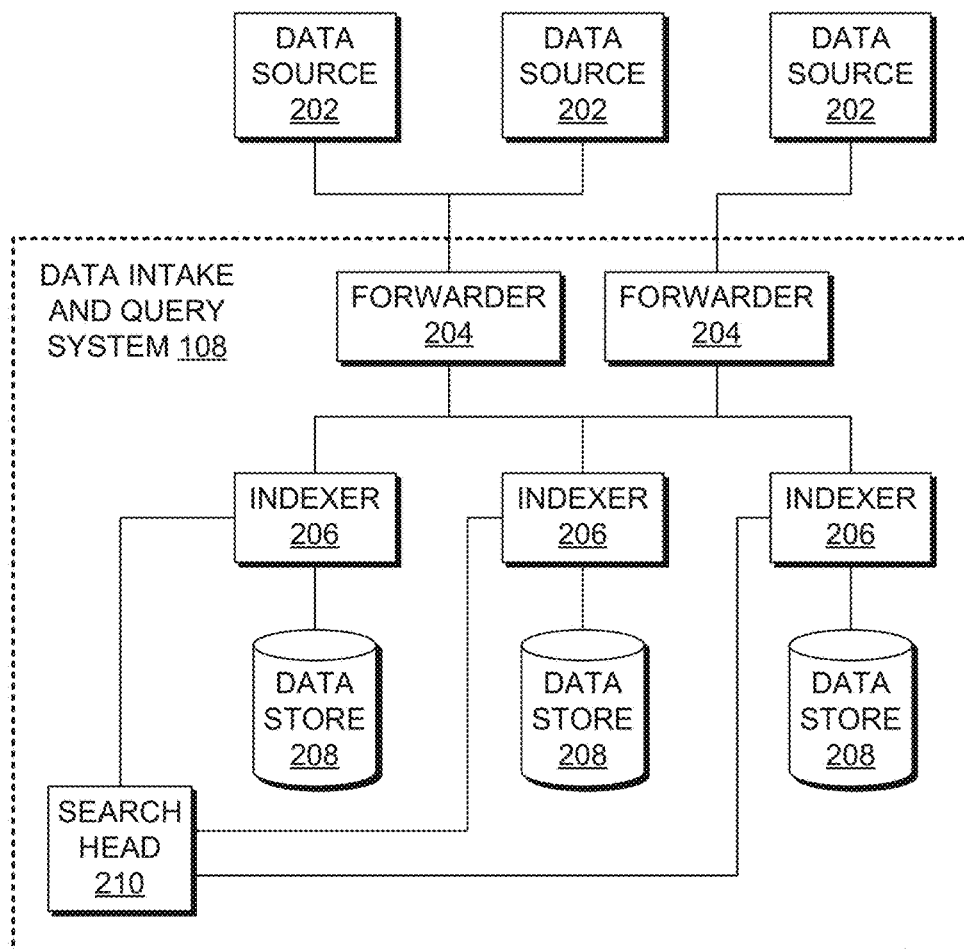 DATA
SOURCE
202
DATA
SOURCE
202
DATA
SOURCE
202
DATA INTAKE
AND QUERY
SYSTEM 108
FORWARDER
204
FORWARDER
204
INDEXER
206
INDEXER
206
INDEXER
206
DATA
STORE
208
DATA
STORE
208
DATA
STORE
208
SEARCH
HEAD
210